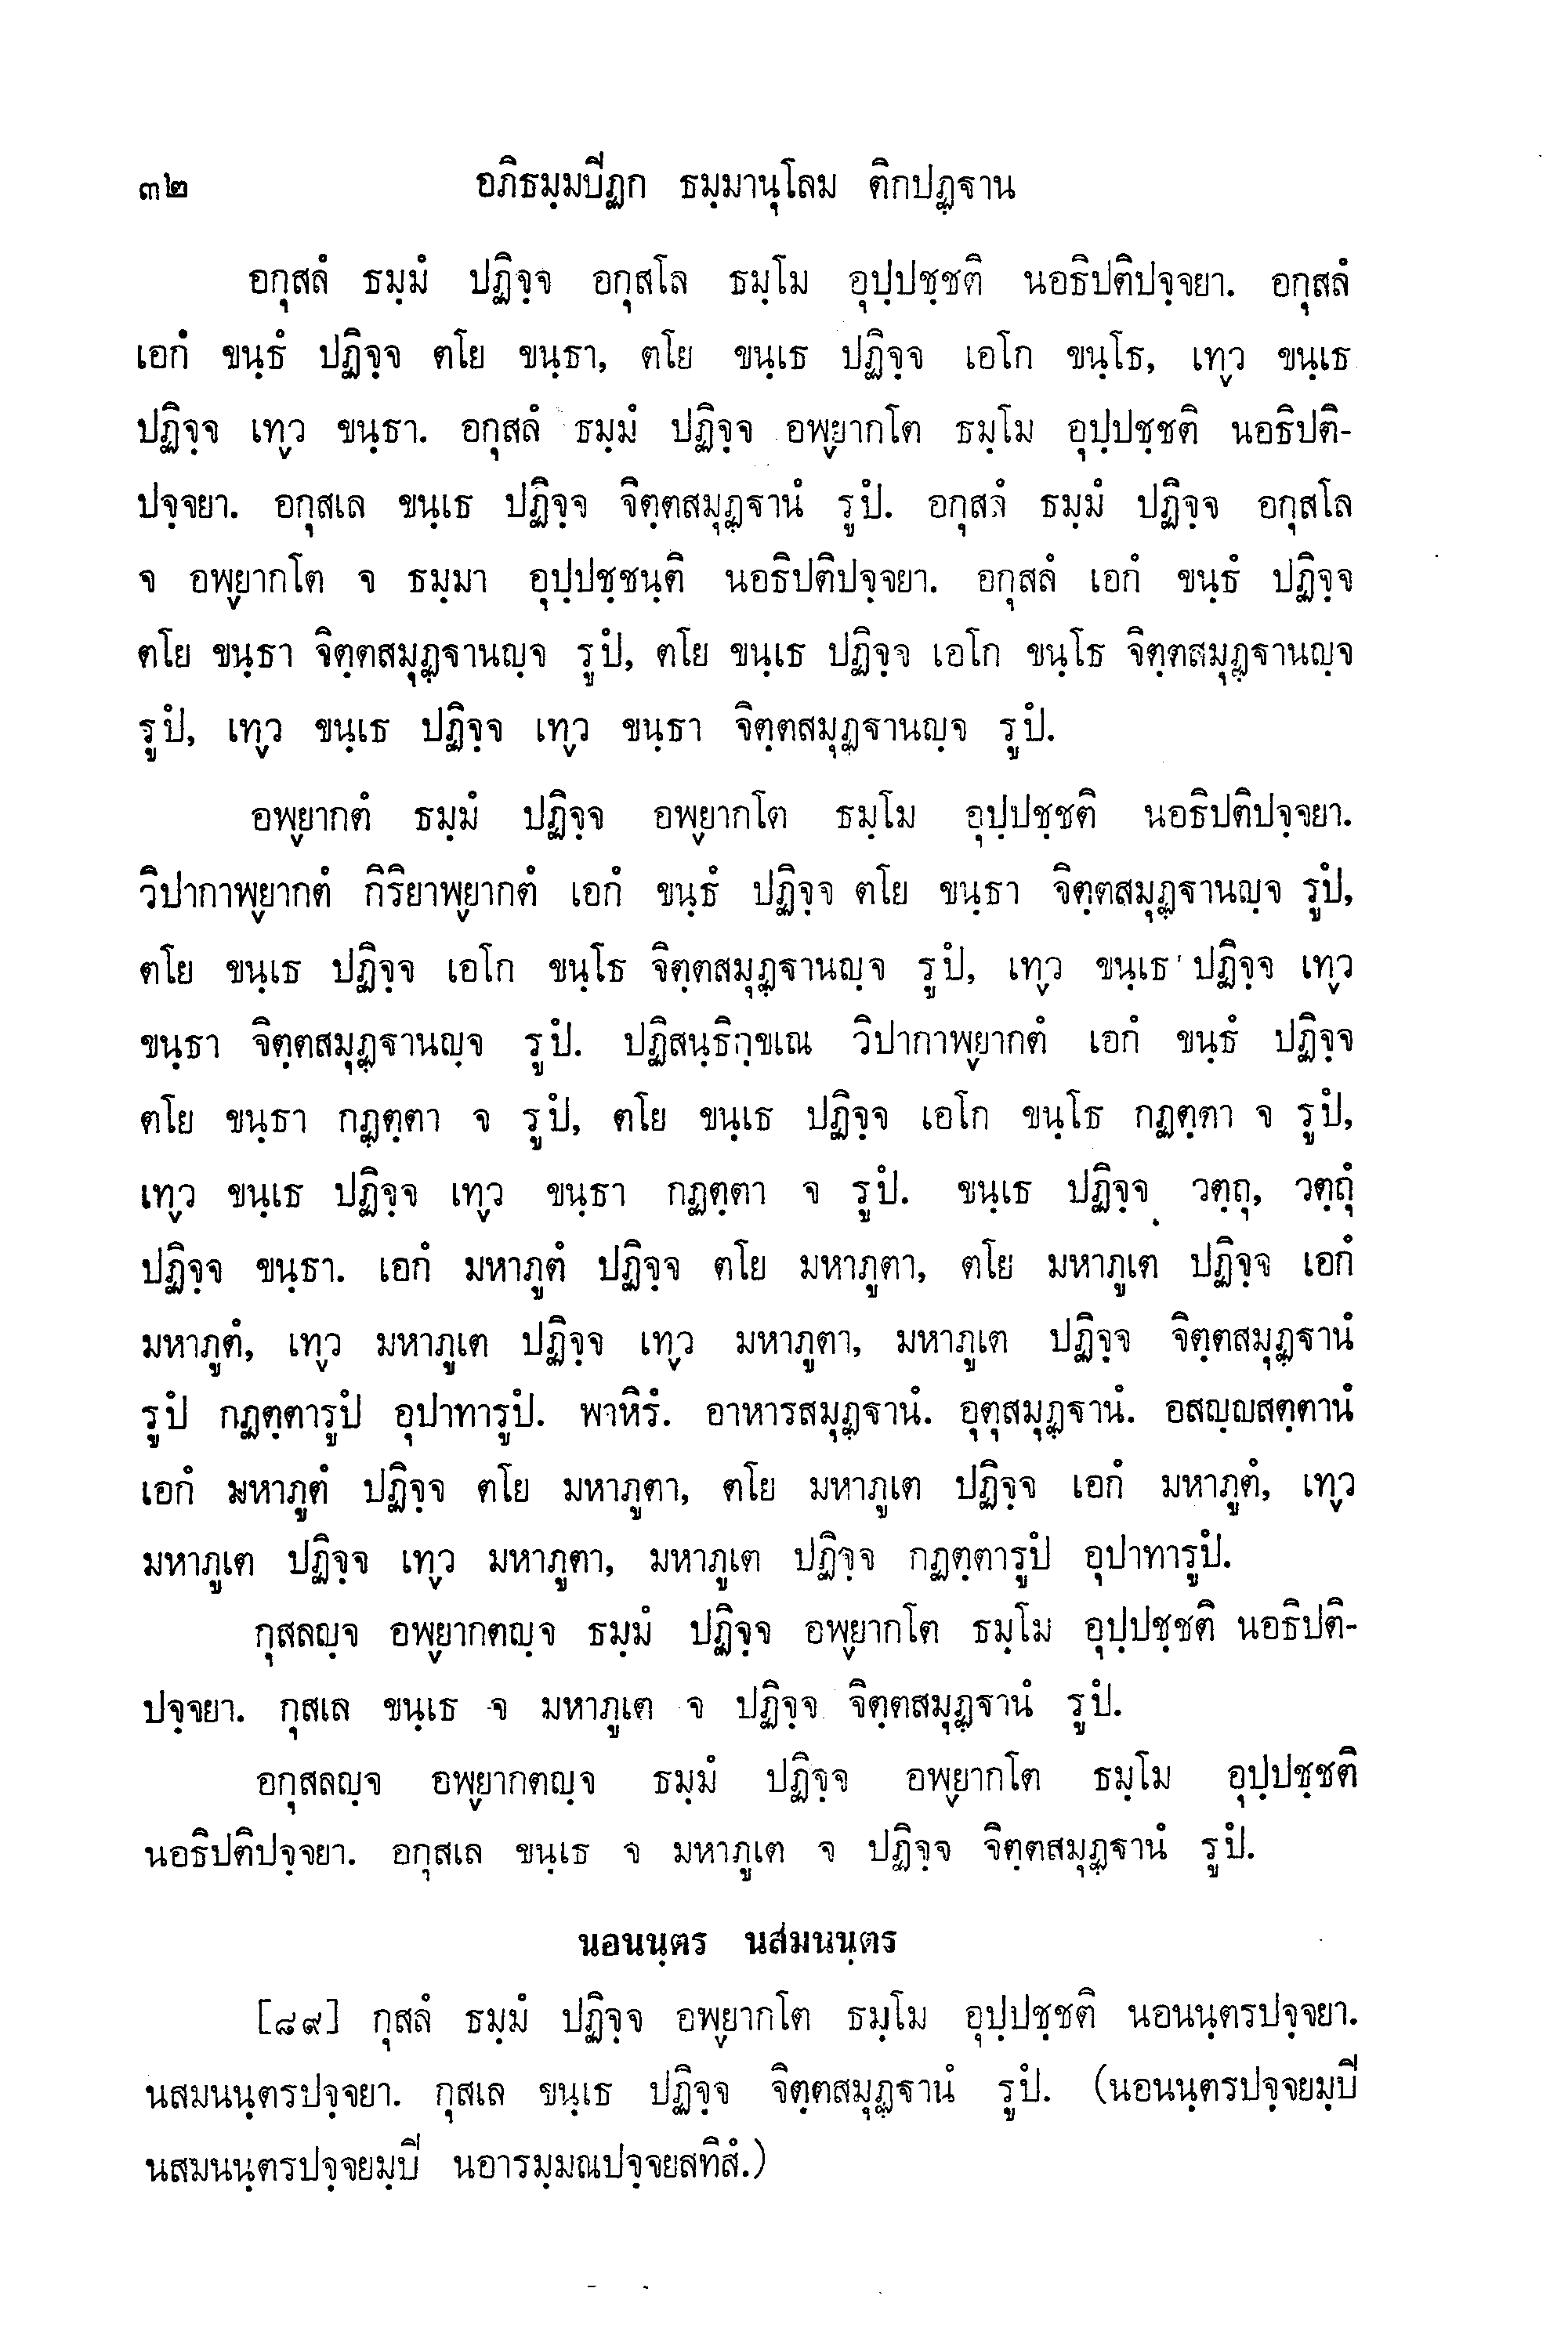 ๓๒ อภิธมฺมปีฏก ธมฺมานุโลม ติกปฏฺฐาน
อกุสลํ ธมฺมํ ปฏิจฺจ อกุสโล ธมฺโม อุปฺปชฺชติ นอธิปติปจฺจยา. อกุสลํ
เอกํ ขนฺธํ ปฏิจฺจ ตโย ขนฺธา, ตโย ขนฺเธ ปฏิจฺจ เอโก ขนฺโธ, เทฺว ขนฺเธ
ปฏิจฺจ เทฺว ขนฺธา. อกุสลํ ธมฺมํ ปฏิจฺจ อพฺยากโต ธมฺโม อุปฺปชฺชติ นอธิปติ-
ปจฺจยา. อกุสเล ขนฺเธ ปฏิจฺจ จิตฺตสมุฏฺฐานํ รูปํ. อกุสลํ ธมฺมํ ปฏิจฺจ อกุสโล
จ อพฺยากโต จ ธมฺมา อุปฺปชฺชนฺติ นอธิปติปจฺจยา. อกุสลํ เอกํ ขนฺธํ ปฏิจฺจ
ตโย ขนฺธา จิตฺตสมุฏฺฐานญฺจ รูปํ, ตโย ขนฺเธ ปฏิจฺจ เอโก ขนฺโธ จิตฺตสมุฏฺฐานญฺจ
รูปํ, เทฺว ขนฺเธ ปฏิจฺจ เทฺว ขนฺธา จิตฺตสมุฏฺฐานญฺจ รูปํ.
อพฺยากตํ ธมฺมํ ปฏิจฺจ อพฺยากโต ธมฺโม อุปฺปชฺชติ นอธิปติปจฺจยา.
วิปากาพฺยากตํ กิริยาพฺยากตํ เอกํ ขนฺธํ ปฏิจฺจ ตโย ขนฺธา จิตฺตสมุฏฺฐานญฺจ รูปํ,
ตโย ขนฺเธ ปฏิจฺจ เอโก ขนฺโธ จิตฺตสมุฏฺฐานญฺจ รูปํ, เทฺว ขนฺเธ ปฏิจฺจ เทฺว
ขนฺธา จิตฺตสมุฏฺฐานญฺจ รูปํ. ปฏิสนฺธิกฺขเณ วิปากาพฺยากตํ เอกํ ขนฺธํ ปฏิจฺจ
ตโย ขนฺธา กฏตฺตา จ รูปํ, ตโย ขนฺเธ ปฏิจฺจ เอโก ขนฺโธ กฏตฺตา จ รูปํ,
เทฺว ขนฺเธ ปฏิจฺจ เทฺว ขนฺธา กฏตฺตา จ รูปํ. ขนฺเธ ปฏิจฺจ วตฺถุ, วตฺถุํ
ปฏิจฺจ ขนฺธา. เอกํ มหาภูตํ ปฏิจฺจ ตโย มหาภูตา, ตโย มหาภูเต ปฏิจฺจ เอกํ
มหาภูตํ, เทฺว มหาภูเต ปฏิจฺจ เทฺว มหาภูตา, มหาภูเต ปฏิจฺจ จิตฺตสมุฏฺฐานํ
รูปํ กฏตฺตารูปํ อุปาทารูปํ. พาหิรํ. อาหารสมุฏฺฐานํ. อุตุสมุฏฺฐานํ. อสญฺญสตฺตานํ
เอกํ มหาภูตํ ปฏิจฺจ ตโย มหาภูตา, ตโย มหาภูเต ปฏิจฺจ เอกํ มหาภูตํ, เทฺว
มหาภูเต ปฏิจฺจ เทฺว มหาภูตา, มหาภูเต ปฏิจฺจ กฏตฺตารูปํ อุปาทารูปํ.
กุสลญฺจ อพฺยากตญฺจ ธมฺมํ ปฏิจฺจ อพฺยากโต ธมฺโม อุปฺปชฺชติ นอธิปติ-
ปจฺจยา. กุสเล ขนฺเธ จ มหาภูเต จ ปฏิจฺจ จิตฺตสมุฏฺฐานํ รูปํ.
อกุสลญฺจ อพฺยากตญฺจ ธมฺมํ ปฏิจฺจ อพฺยากโต ธมฺโม อุปฺปชฺชติ
นอธิปติปจฺจยา. อกุสเล ขนฺเธ จ มหาภูเต จ ปฏิจฺจ จิตฺตสมุฏฺฐานํ รูปํ.
นอนนฺตร นสมนนฺตร
[๘๙] กุสลํ ธมฺมํ ปฏิจฺจ อพฺยากโต ธมฺโม อุปฺปชฺชติ นอนนฺตรปจฺจยา.
นสมนนฺตรปจฺจยา. กุสเล ขนฺเธ ปฏิจฺจ จิตฺตสมุฏฺฐานํ รูปํ. (นอนนฺตรปจฺจยมฺปี
นสมนนฺตรปจฺจยมฺปี นอารมฺมณปจฺจยสทิสํ.)